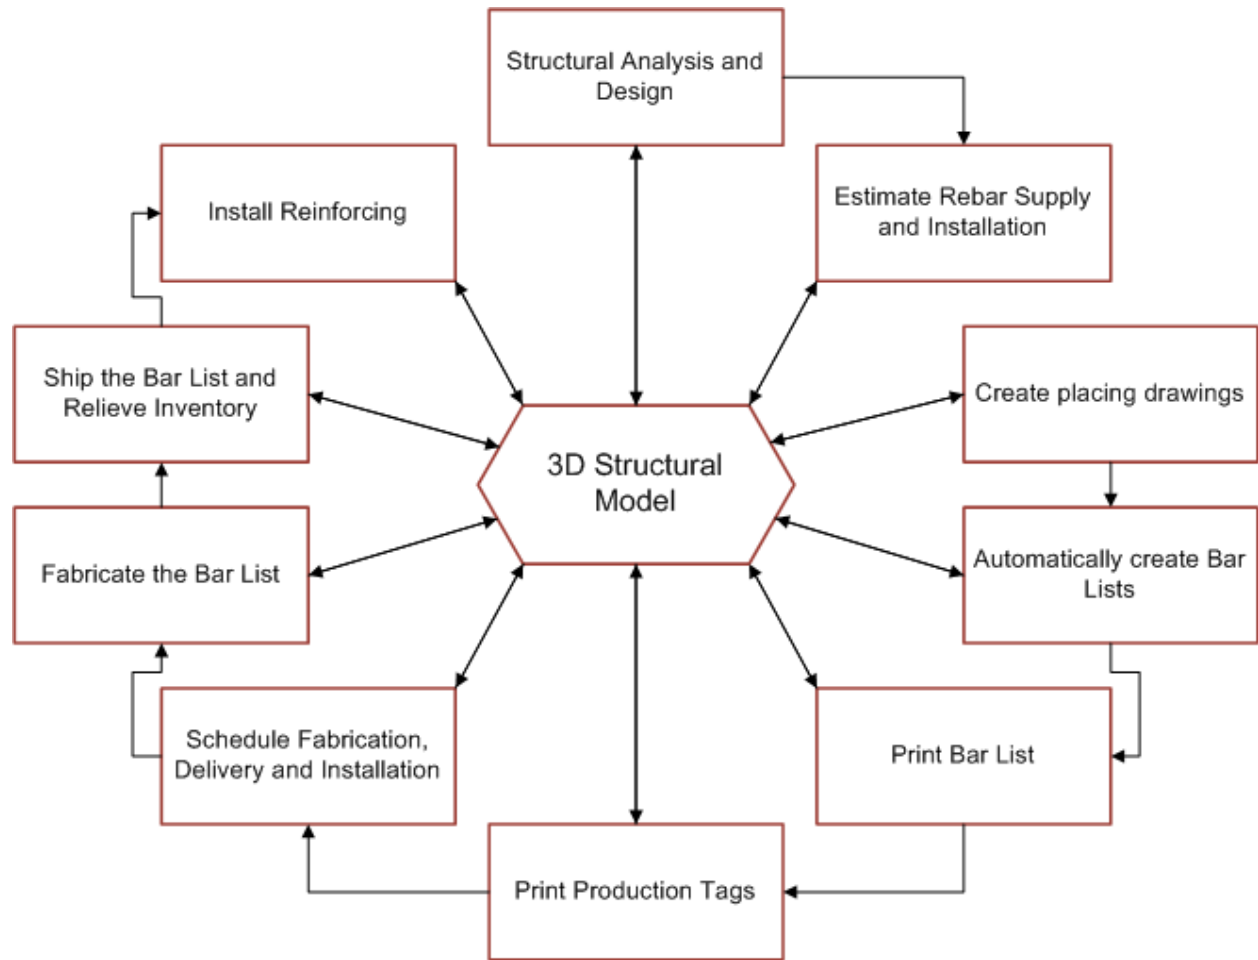 Structural Analysis and
Design
Install Reinforcing
Estimate Rebar Supply
and Installation
Ship the Bar List and
Relieve Inventory
Create placing drawings
3D Structural
Model
Fabricate the Bar List
Automatically create Bar
Lists
Schedule Fabrication,
Delivery and Installation
Print Bar List
Print Production Tags